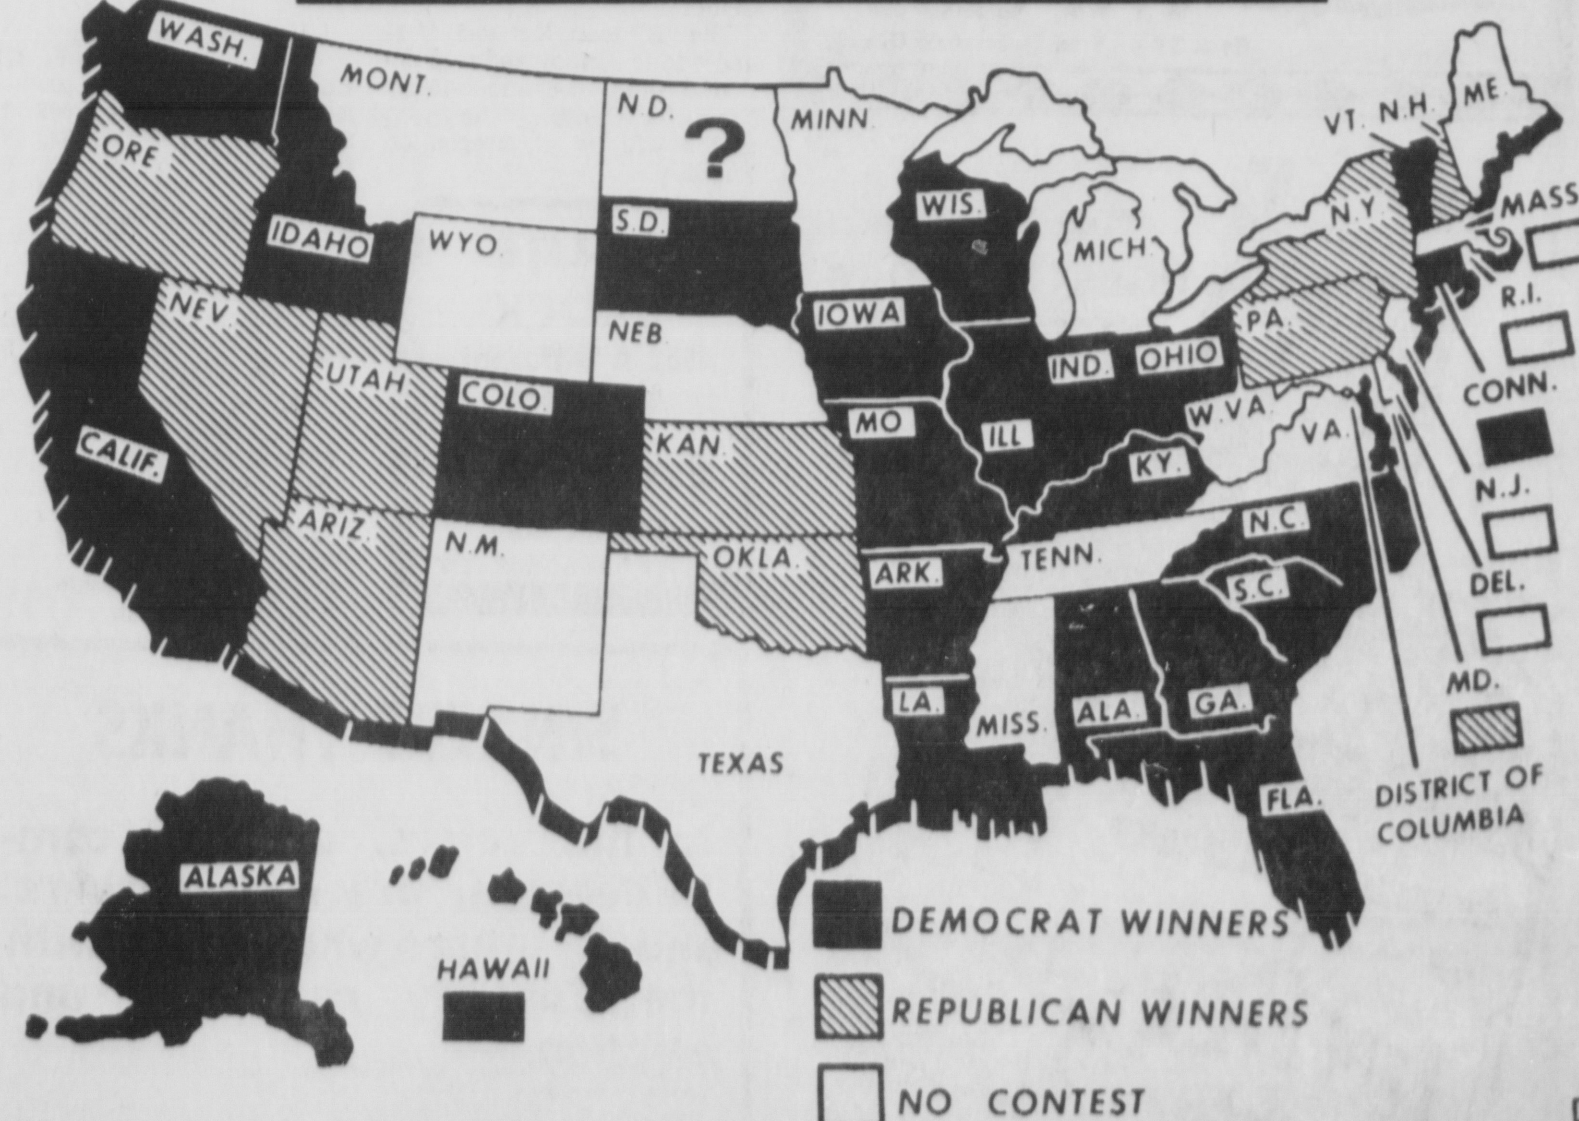 WASH.
MONT.
N.D.
?
MINN.
VT. N.H. ME.
ORE.
IDAHO
WYO.
S.D.
WIS.
MICH.
N.Y.
MASS
R.I.
NEV.
UTAH
COLO.
NEB.
IOWA
IND.
OHIO
PA.
CONN.
CALIF.
KAN.
MO
ILL
KY.
W.VA.
VA.
N.J.
ARIZ.
N.M.
OKLA.
ARK.
TENN.
N.C.
S.C.
DEL.
MD.
TEXAS
LA.
MISS.
ALA.
GA.
FLA.
DISTRICT OF
COLUMBIA
ALASKA
HAWAII
DEMOCRAT WINNERS
REPUBLICAN WINNERS
NO CONTEST